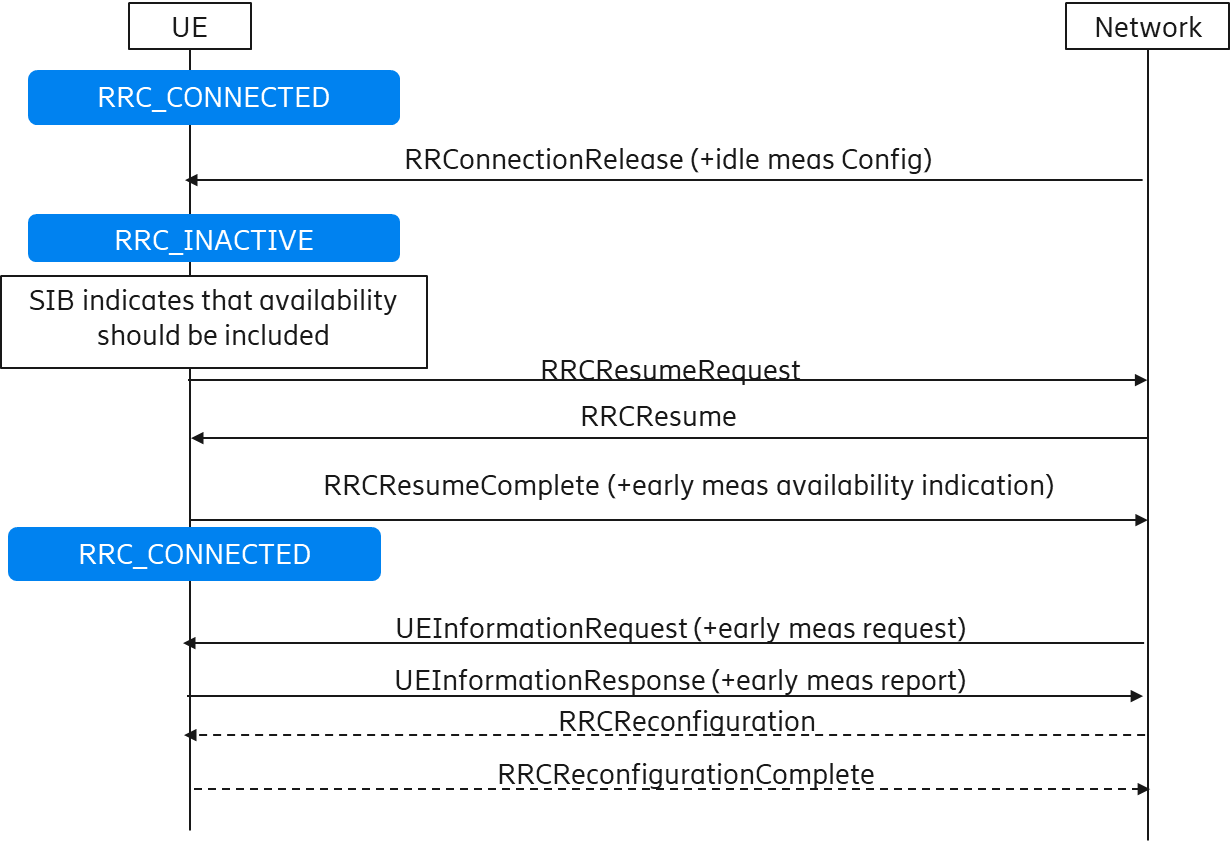 UE
Network
RRC_CONNECTED
RRConnectionRelease (+idle meas Config)
RRC_INACTIVE
SIB indicates that availability
should be included
RRCResumeRequest
RRCResume
RRCResumeComplete (+early meas availability indication)
RRC_CONNECTED
UEInformationRequest (+early meas request)
UEInformationResponse (+early meas report)
RRCReconfiguration
RRCReconfigurationComplete